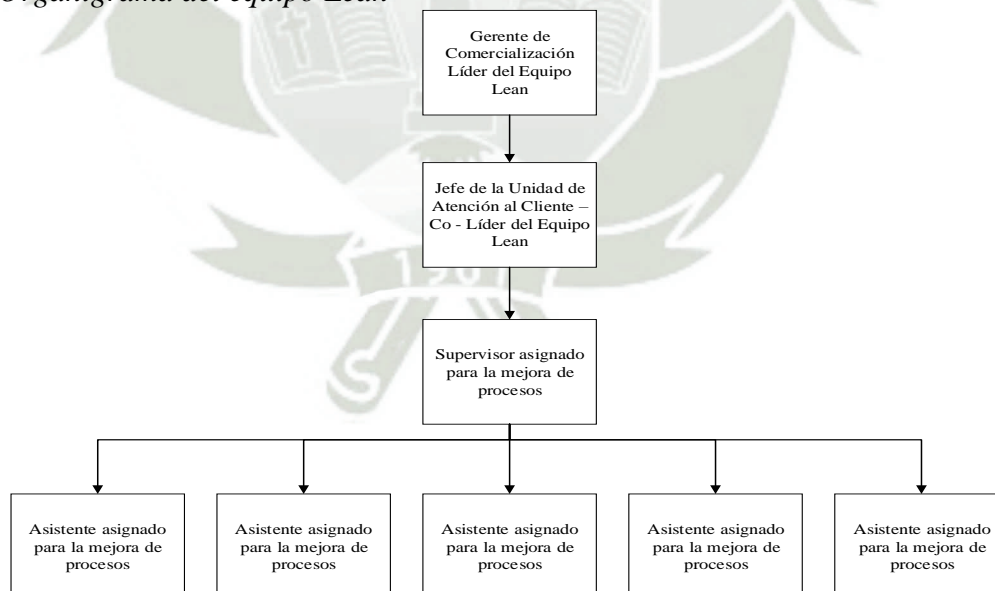 Organigrama del equipo Lean
Gerente de
Comercialización
Líder del Equipo
Lean
Jefe de la Unidad de
Atención al Cliente –
Co - Líder del Equipo
Lean
1961
Supervisor asignado
para la mejora de
procesos
Asistente asignado
para la mejora de
procesos
Asistente asignado
para la mejora de
procesos
Asistente asignado
para la mejora de
procesos
Asistente asignado
para la mejora de
procesos
Asistente asignado
para la mejora de
procesos